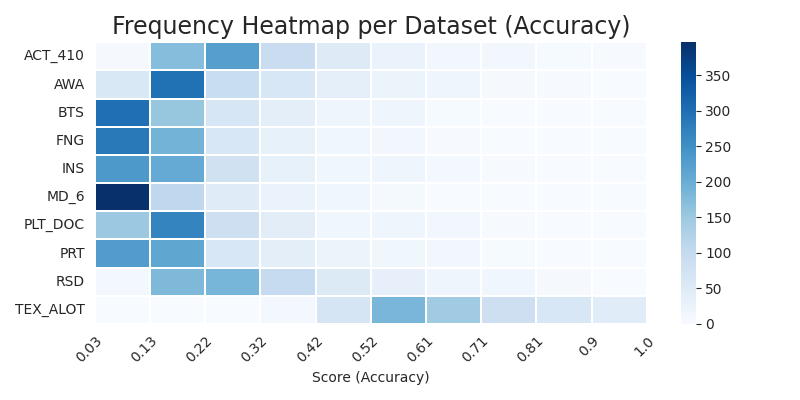 Frequency Heatmap per Dataset (Accuracy)
ACT_410
AWA
BTS
FNG
INS
MD_6
PLT_DOC
PRT
RSD
TEX_ALOT
0.03 0.13 0.22 0.32 0.42 0.52 0.61 0.71 0.81 0.9 1.0
Score (Accuracy)
350
300
250
200
150
100
50
0